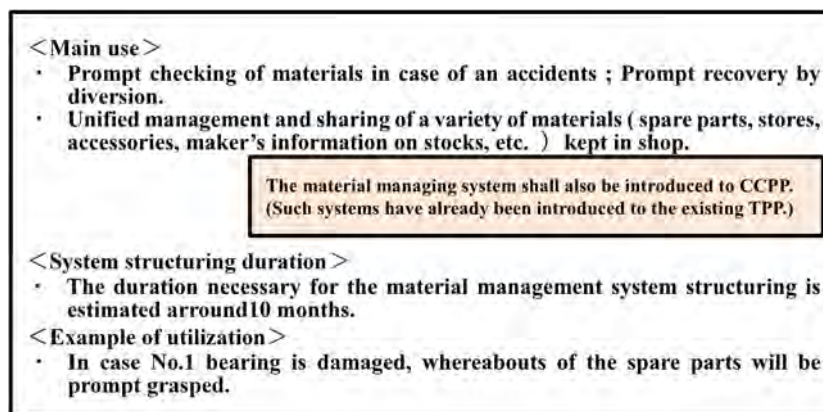 ＜Main use＞
・ Prompt checking of materials in case of an accidents ; Prompt recovery by
diversion.
・ Unified management and sharing of a variety of materials ( spare parts, stores,
accessories, maker's information on stocks, etc. ） kept in shop.
The material managing system shall also be introduced to CCPP.
(Such systems have already been introduced to the existing TPP.)
＜System structuring duration＞
・ The duration necessary for the material management system structuring is
estimated arround10 months.
＜Example of utilization＞
・ In case No.1 bearing is damaged, whereabouts of the spare parts will be
prompt grasped.